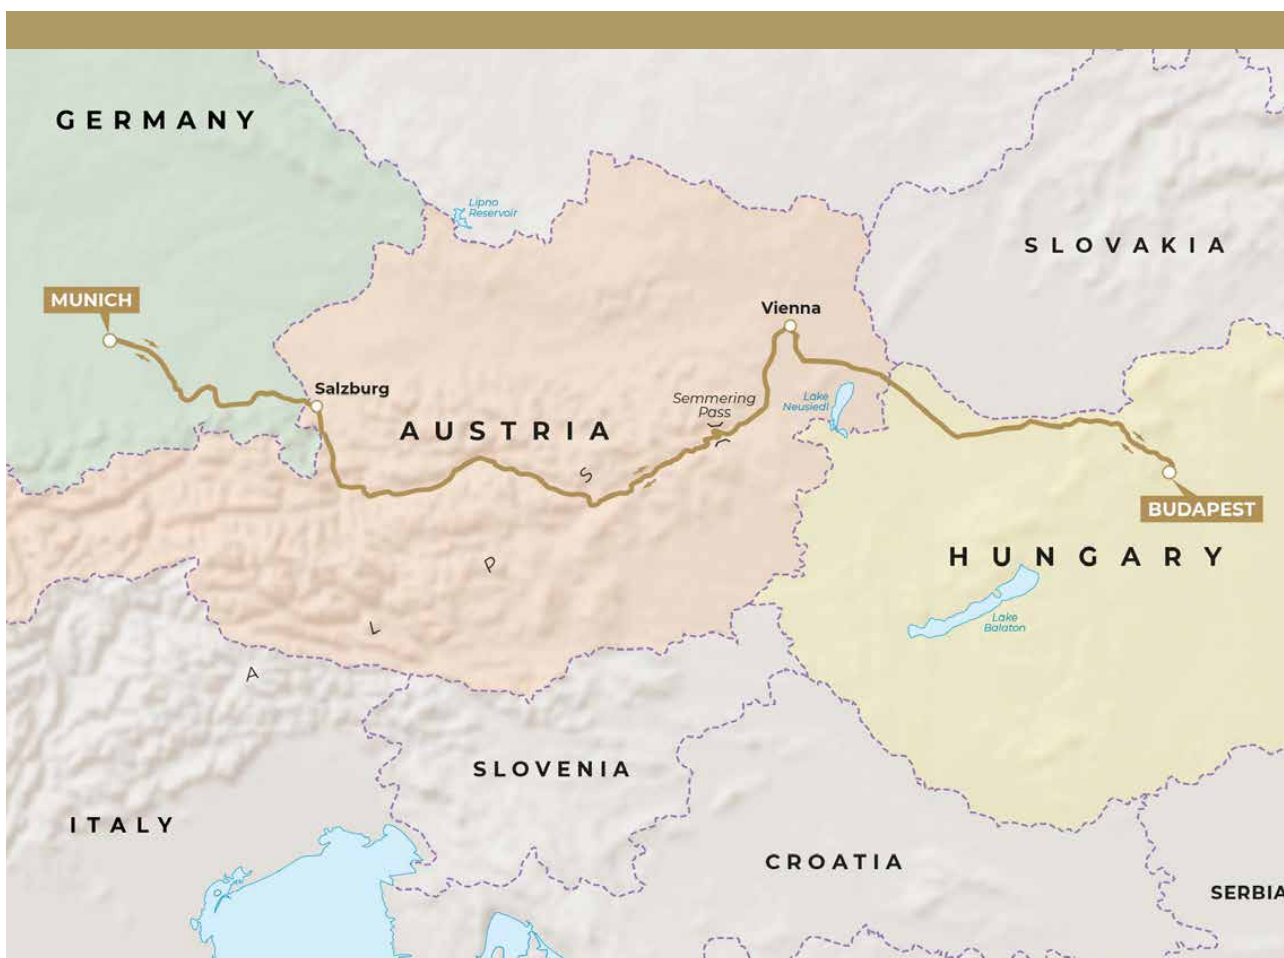 GERMANY
Lipno
Reservoir
SLOVAKIA
MUNICH
Vienna
Salzburg
Semmering
Pass
Lake
Neusiedl
AUSTRIA
S
BUDAPEST
HUNGARY
P
L
Lake
Balaton
A
SLOVENIA
ITALY
CROATIA
SERBIA